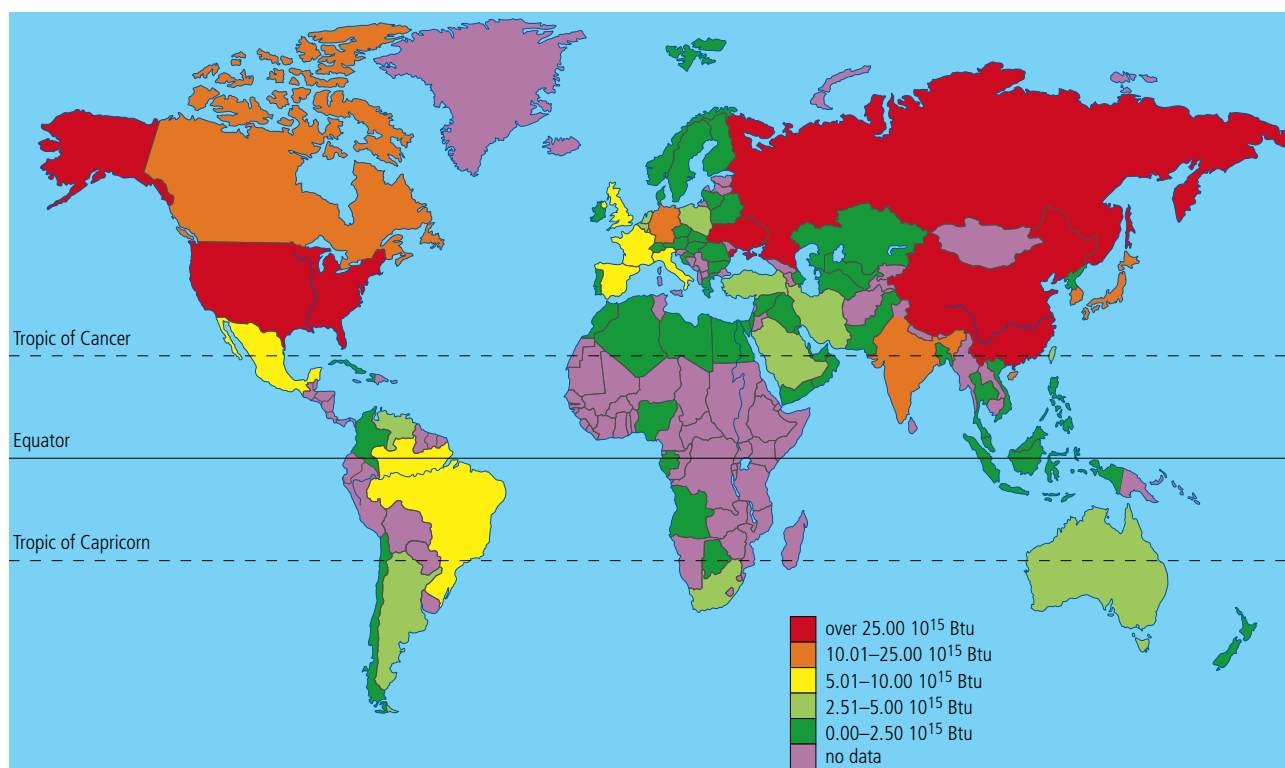 Tropic of Cancer
Equator
Tropic of Capricorn
over 25.00 10¹⁵ Btu
10.01–25.00 10¹⁵ Btu
5.01–10.00 10¹⁵ Btu
2.51–5.00 10¹⁵ Btu
0.00–2.50 10¹⁵ Btu
no data